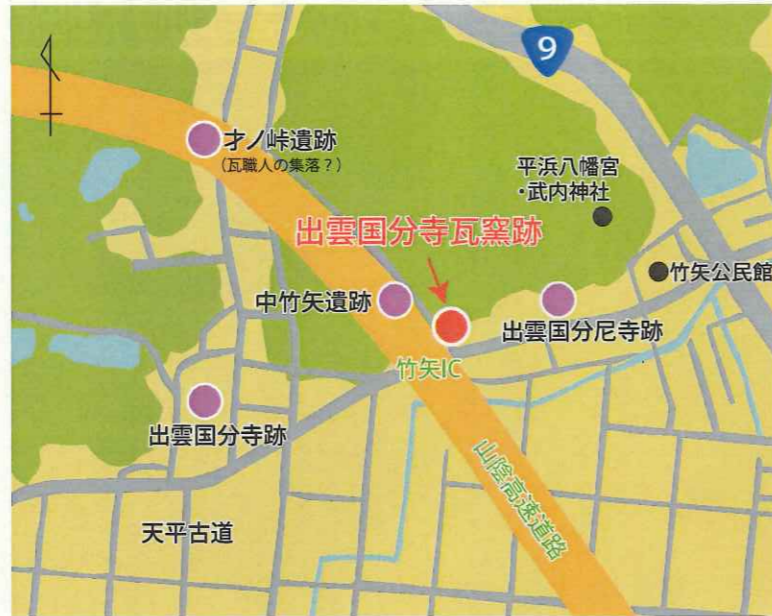 9
才ノ峠遺跡
(瓦職人の集落？)
平浜八幡宮
・武内神社
出雲国分寺瓦窯跡
竹矢公民館
中竹矢遺跡
出雲国分尼寺跡
竹矢IC
出雲国分寺跡
山陰高速道路
天平古道